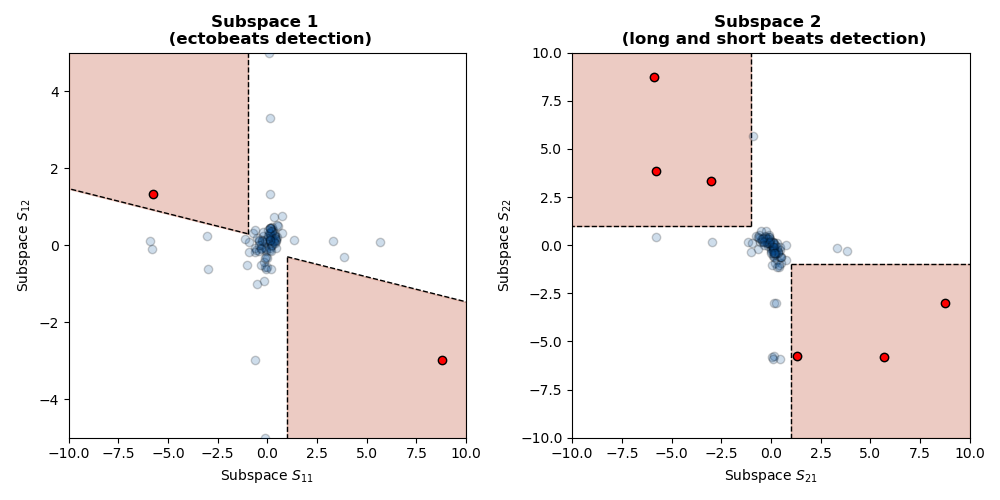 Subspace 1
(ectobeats detection)
Subspace S₁₂
4
2
0
−2
−4
−10.0 −7.5 −5.0 −2.5 0.0 2.5 5.0 7.5 10.0
Subspace S₁₁
Subspace 2
(long and short beats detection)
Subspace S₂₂
10.0
7.5
5.0
2.5
0.0
−2.5
−5.0
−7.5
−10.0
−10.0 −7.5 −5.0 −2.5 0.0 2.5 5.0 7.5 10.0
Subspace S₂₁